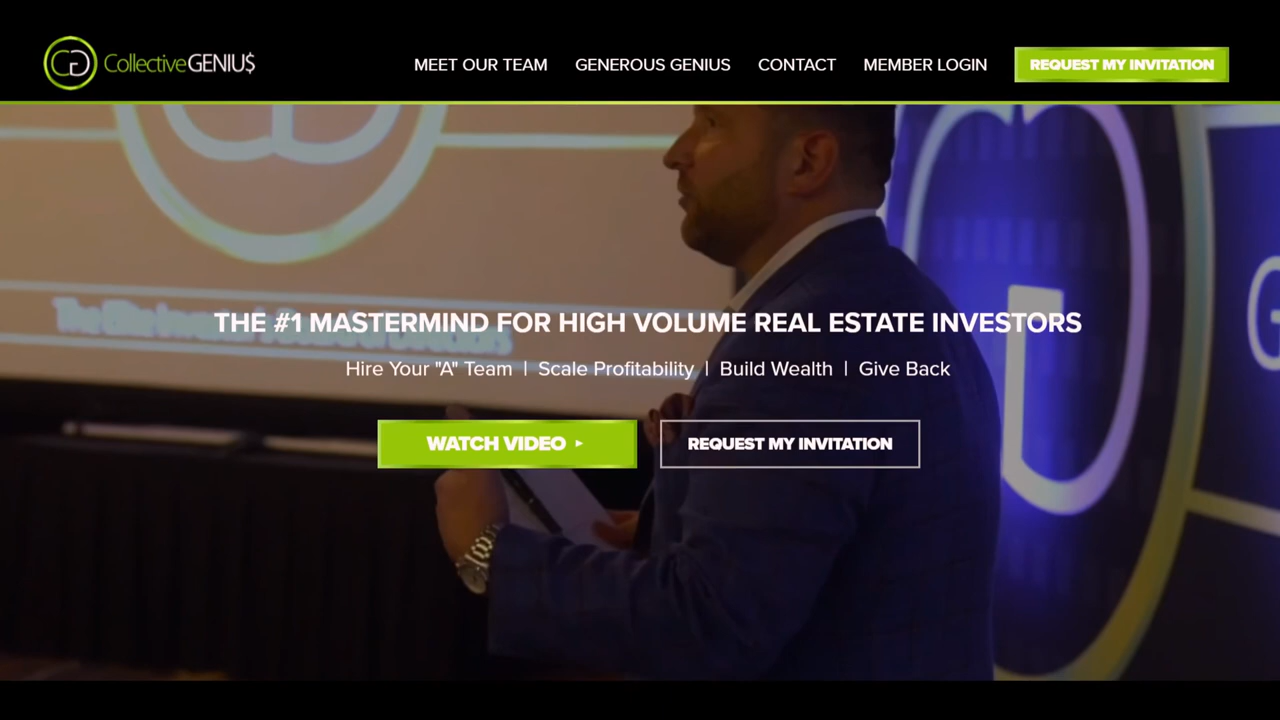 CG CollectiveGENIU$
MEET OUR TEAM GENEROUS GENIUS CONTACT MEMBER LOGIN REQUEST MY INVITATION
THE #1 MASTERMIND FOR HIGH VOLUME REAL ESTATE INVESTORS
Hire Your "A" Team | Scale Profitability | Build Wealth | Give Back
WATCH VIDEO ▸ REQUEST MY INVITATION